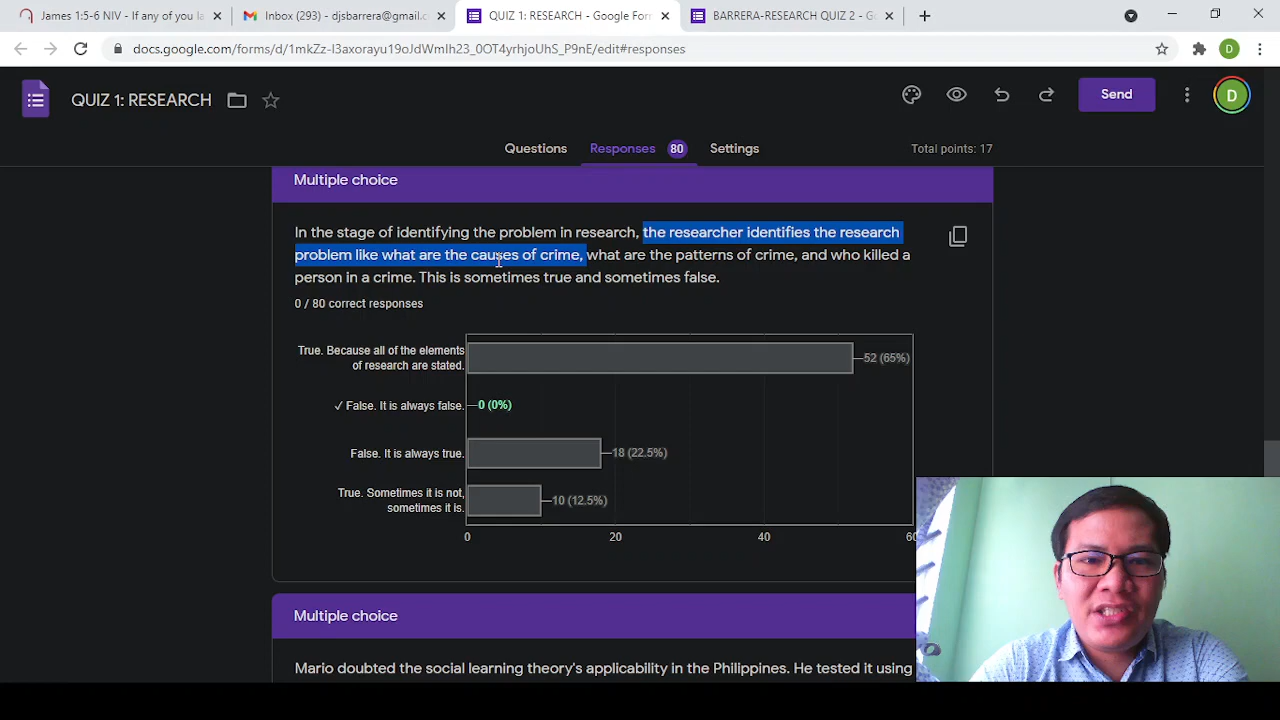 James 1:5-6 NIV - If any of you la
Inbox (293) - djsbarrera@gmail.c
QUIZ 1: RESEARCH - Google Form
BARRERA-RESEARCH QUIZ 2 - G
docs.google.com/forms/d/1mkZz-I3axorayu19oJdWmIh23_0OT4yrhjoUhS_P9nE/edit#responses
D
QUIZ 1: RESEARCH
Send
D
Questions
Responses 80
Settings
Total points: 17
Multiple choice
In the stage of identifying the problem in research, the researcher identifies the research
problem like what are the causes of crime, what are the patterns of crime, and who killed a
person in a crime. This is sometimes true and sometimes false.
0 / 80 correct responses
True. Because all of the elements
of research are stated.
52 (65%)
✓ False. It is always false.
0 (0%)
False. It is always true.
18 (22.5%)
True. Sometimes it is not,
sometimes it is.
10 (12.5%)
0 20 40 60
Multiple choice
Mario doubted the social learning theory's applicability in the Philippines. He tested it using